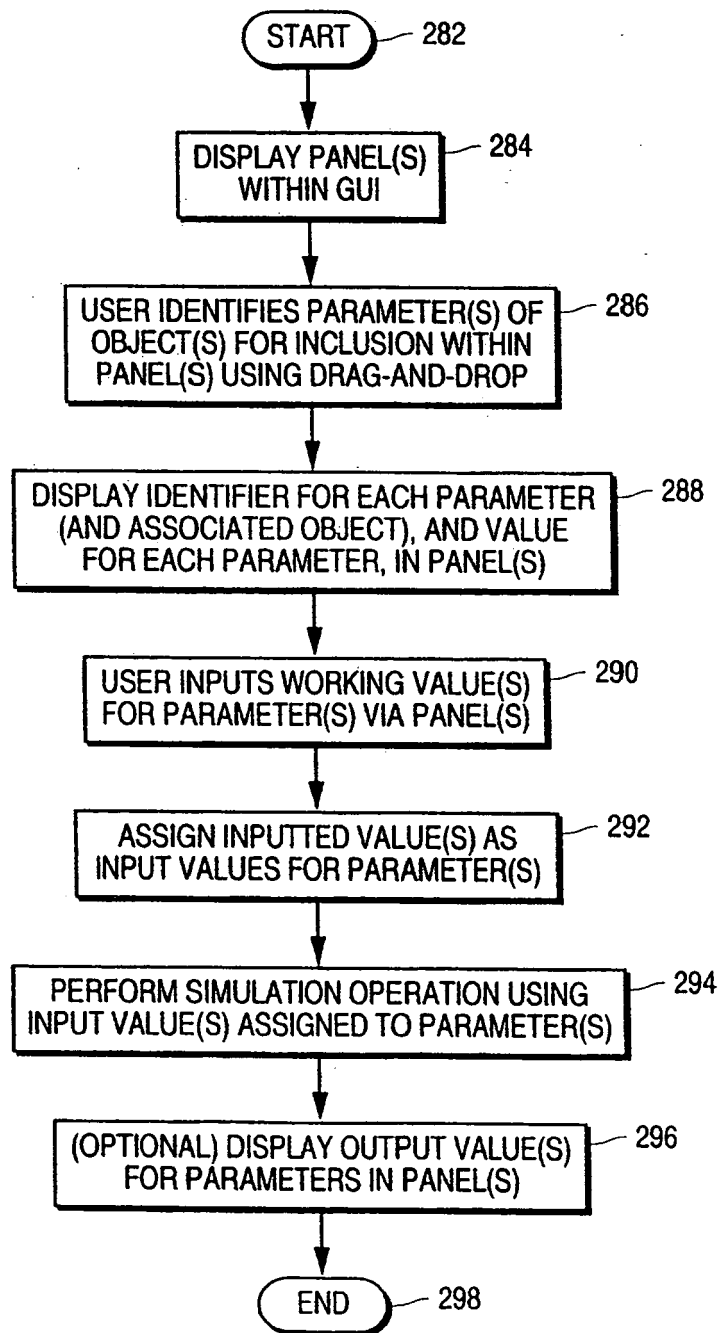 START
282
DISPLAY PANEL(S)
WITHIN GUI
284
USER IDENTIFIES PARAMETER(S) OF
OBJECT(S) FOR INCLUSION WITHIN
PANEL(S) USING DRAG-AND-DROP
286
DISPLAY IDENTIFIER FOR EACH PARAMETER
(AND ASSOCIATED OBJECT), AND VALUE
FOR EACH PARAMETER, IN PANEL(S)
288
USER INPUTS WORKING VALUE(S)
FOR PARAMETER(S) VIA PANEL(S)
290
ASSIGN INPUTTED VALUE(S) AS
INPUT VALUES FOR PARAMETER(S)
292
PERFORM SIMULATION OPERATION USING
INPUT VALUE(S) ASSIGNED TO PARAMETER(S)
294
(OPTIONAL) DISPLAY OUTPUT VALUE(S)
FOR PARAMETERS IN PANEL(S)
296
END
298